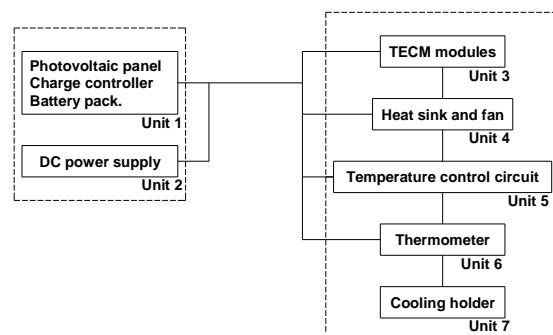 Photovoltaic panel
Charge controller
Battery pack.
Unit 1
DC power supply
Unit 2
TECM modules
Unit 3
Heat sink and fan
Unit 4
Temperature control circuit
Unit 5
Thermometer
Unit 6
Cooling holder
Unit 7